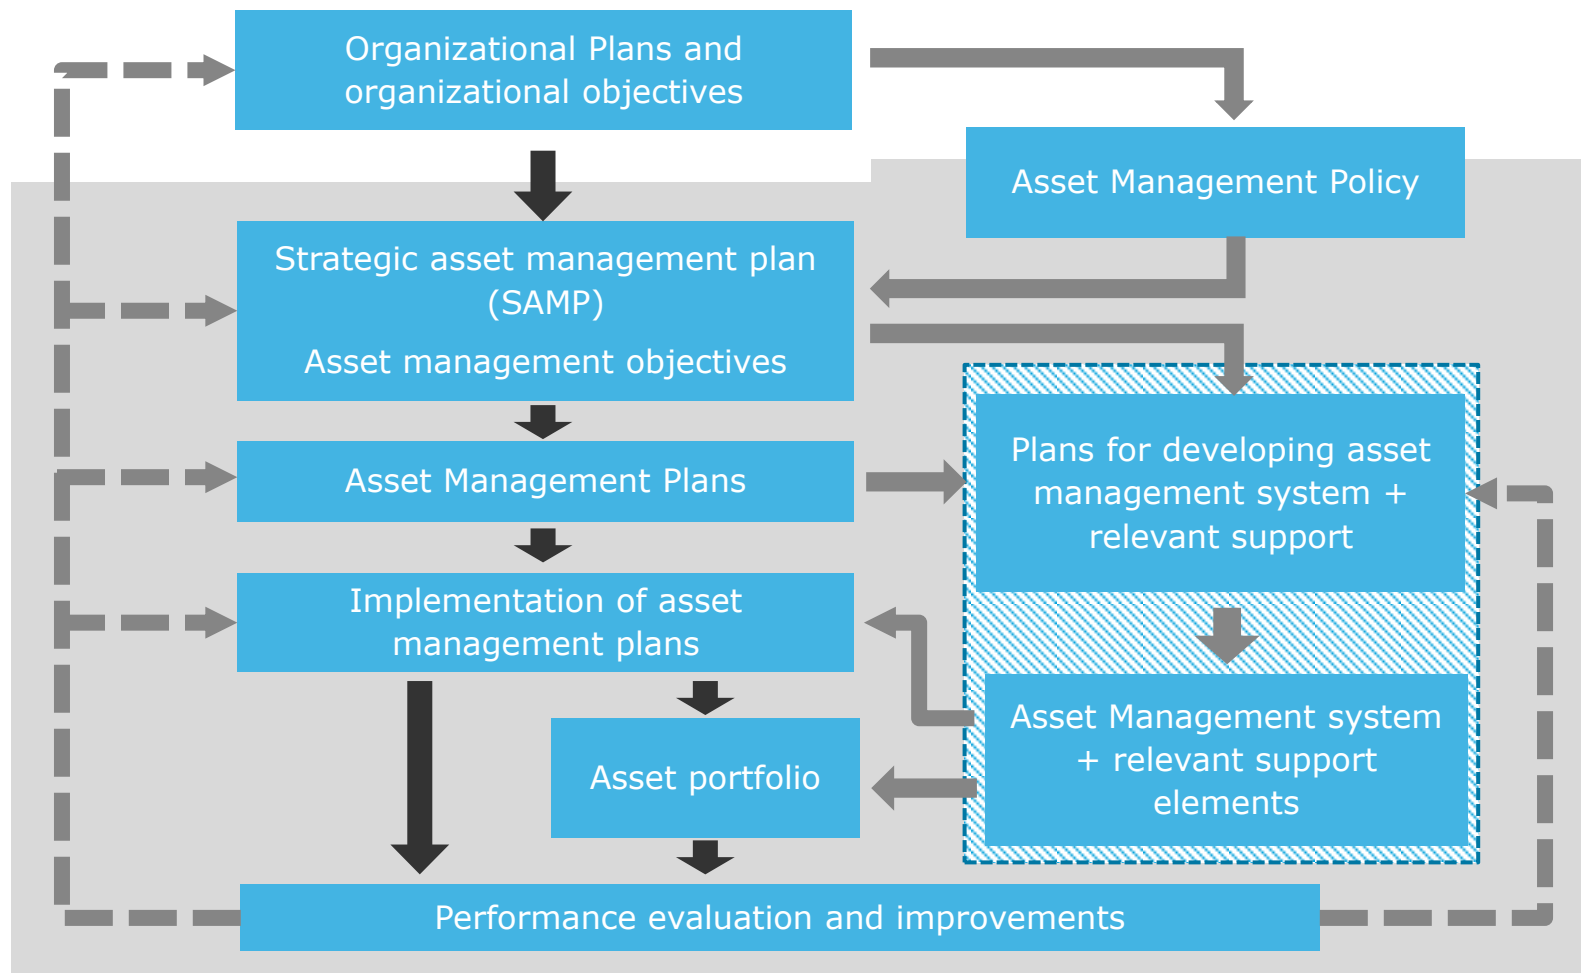 Organizational Plans and
organizational objectives
Asset Management Policy
Strategic asset management plan
(SAMP)
Asset management objectives
Asset Management Plans
Plans for developing asset
management system +
relevant support
Implementation of asset
management plans
Asset Management system
+ relevant support
elements
Asset portfolio
Performance evaluation and improvements